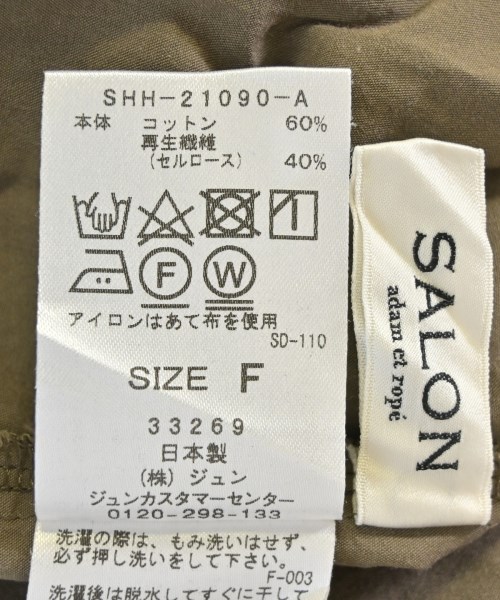 SHH-21090-A
本体 コットン 60%
再生繊維
(セルロース) 40%
F W
アイロンはあて布を使用
SD-110
SIZE F
33269
日本製
(株) ジュン
ジュンカスタマーセンター
0120-298-133
洗濯の際は、もみ洗いはせず、
必ず押し洗いをして下さい。
F-003
洗濯後は脱水してすぐに干して
SALON
adam et ropé